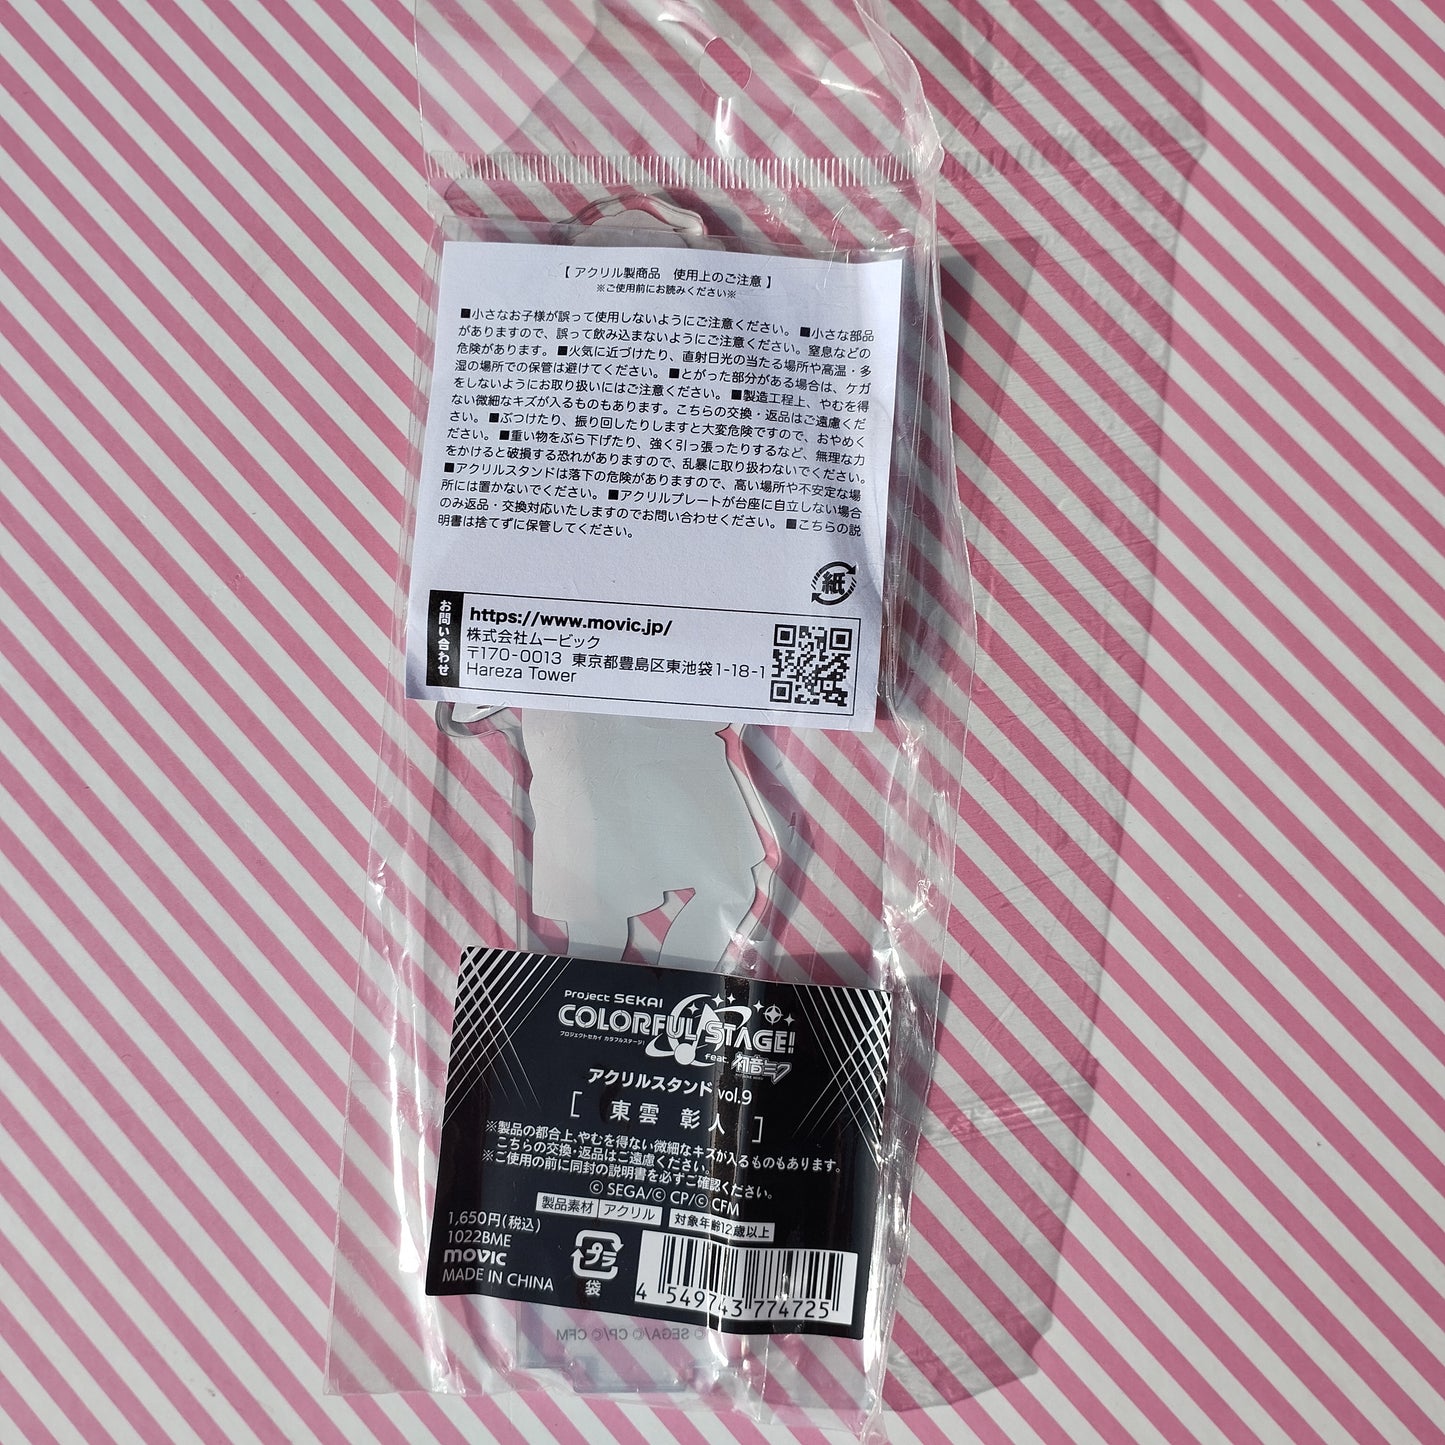 【 アクリル製商品　使用上のご注意 】
※ご使用前にお読みください※
■小さなお子様が誤って使用しないようにご注意ください。 ■小さな部品
がありますので、誤って飲み込まないようにご注意ください。窒息などの
危険があります。 ■火気に近づけたり、直射日光の当たる場所や高温・多
湿の場所での保管は避けてください。 ■とがった部分がある場合は、ケガ
をしないようにお取り扱いにはご注意ください。 ■製造工程上、やむを得
ない微細なキズが入るものもあります。こちらの交換・返品はご遠慮くだ
さい。 ■ぶつけたり、振り回したりしますと大変危険ですので、おやめく
ださい。 ■重い物をぶら下げたり、強く引っ張ったりするなど、無理な力
をかけると破損する恐れがありますので、乱暴に取り扱わないでください。
■アクリルスタンドは落下の危険がありますので、高い場所や不安定な場
所には置かないでください。 ■アクリルプレートが台座に自立しない場合
のみ返品・交換対応いたしますのでお問い合わせください。 ■こちらの説
明書は捨てずに保管してください。
紙
お問い合わせ
https://www.movic.jp/
株式会社ムービック
〒170-0013 東京都豊島区東池袋1-18-1
Hareza Tower
Project SEKAI
COLORFUL STAGE!
プロジェクトセカイ カラフルステージ！
feat. 初音ミク
アクリルスタンド vol.9
［ 東雲 彰人 ］
※製品の都合上、やむを得ない微細なキズが入るものもあります。
こちらの交換・返品はご遠慮ください。
※ご使用の前に同封の説明書を必ずご確認ください。
© SEGA/© CP/© CFM
製品素材 アクリル 対象年齢12歳以上
1,650円(税込)
1022BME
movic
MADE IN CHINA
プラ
袋
4 549743 774725
© SEGA/© CP/© CFM